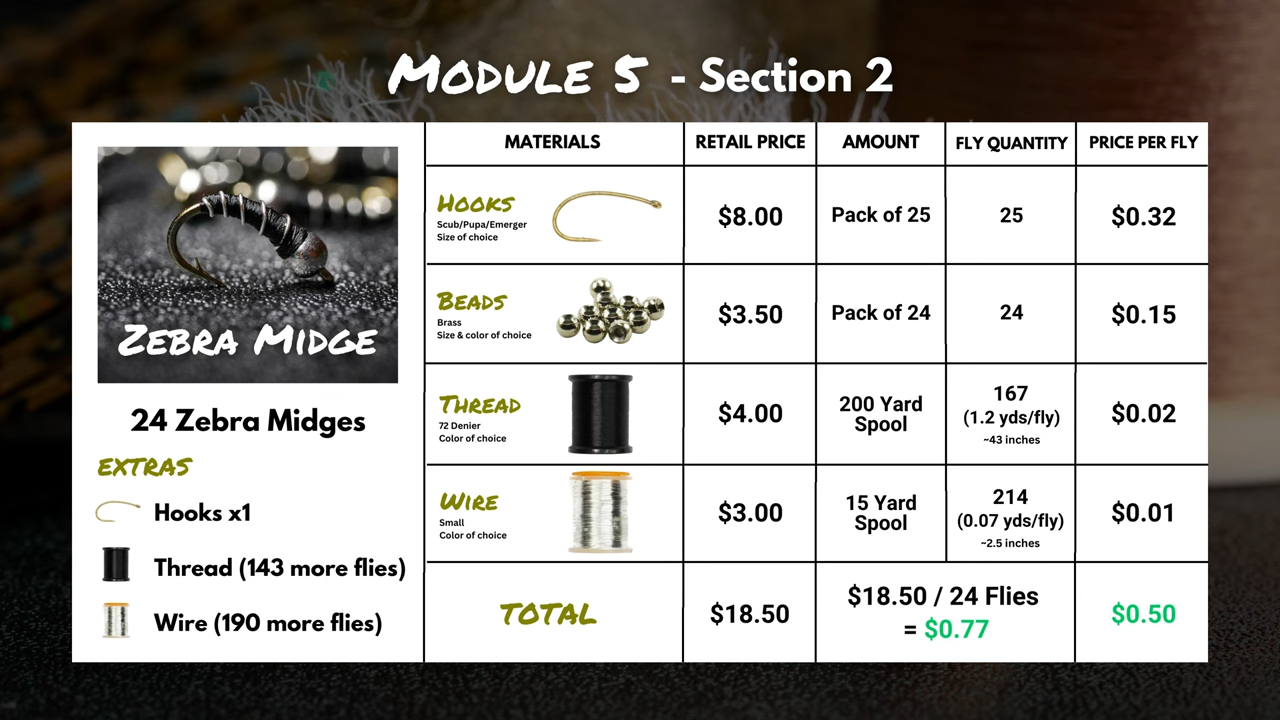 MODULE 5 - Section 2
MATERIALS
RETAIL PRICE
AMOUNT
FLY QUANTITY
PRICE PER FLY
ZEBRA MIDGE
24 Zebra Midges
EXTRAS
Hooks x1
Thread (143 more flies)
Wire (190 more flies)
HOOKS
Scub/Pupa/Emerger
Size of choice
$8.00
Pack of 25
25
$0.32
BEADS
Brass
Size & color of choice
$3.50
Pack of 24
24
$0.15
THREAD
72 Denier
Color of choice
$4.00
200 Yard
Spool
167
(1.2 yds/fly)
~43 inches
$0.02
WIRE
Small
Color of choice
$3.00
15 Yard
Spool
214
(0.07 yds/fly)
~2.5 inches
$0.01
TOTAL
$18.50
$18.50 / 24 Flies
= $0.77
$0.50